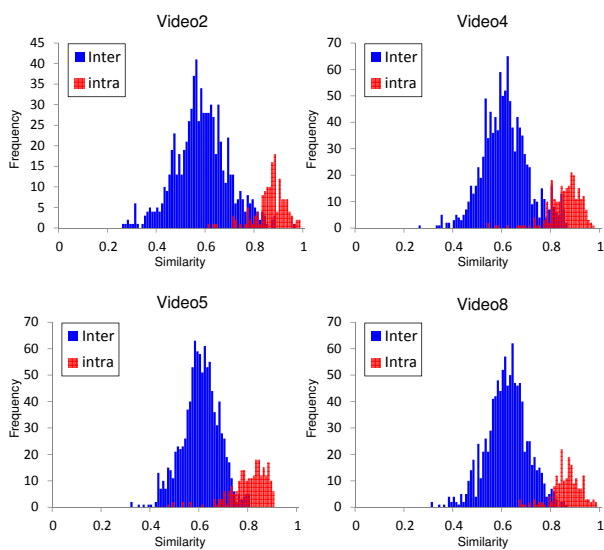 Video2
45
40
35
30
25
20
15
10
5
0
Frequency
Inter
intra
0 0.2 0.4 0.6 0.8 1
Similarity
Video4
70
60
50
40
30
20
10
0
Frequency
Inter
intra
0 0.2 0.4 0.6 0.8 1
Similarity
Video5
70
60
50
40
30
20
10
0
Frequency
Inter
intra
0 0.2 0.4 0.6 0.8 1
Similarity
Video8
70
60
50
40
30
20
10
0
Frequency
Inter
Intra
0 0.2 0.4 0.6 0.8 1
Similarity